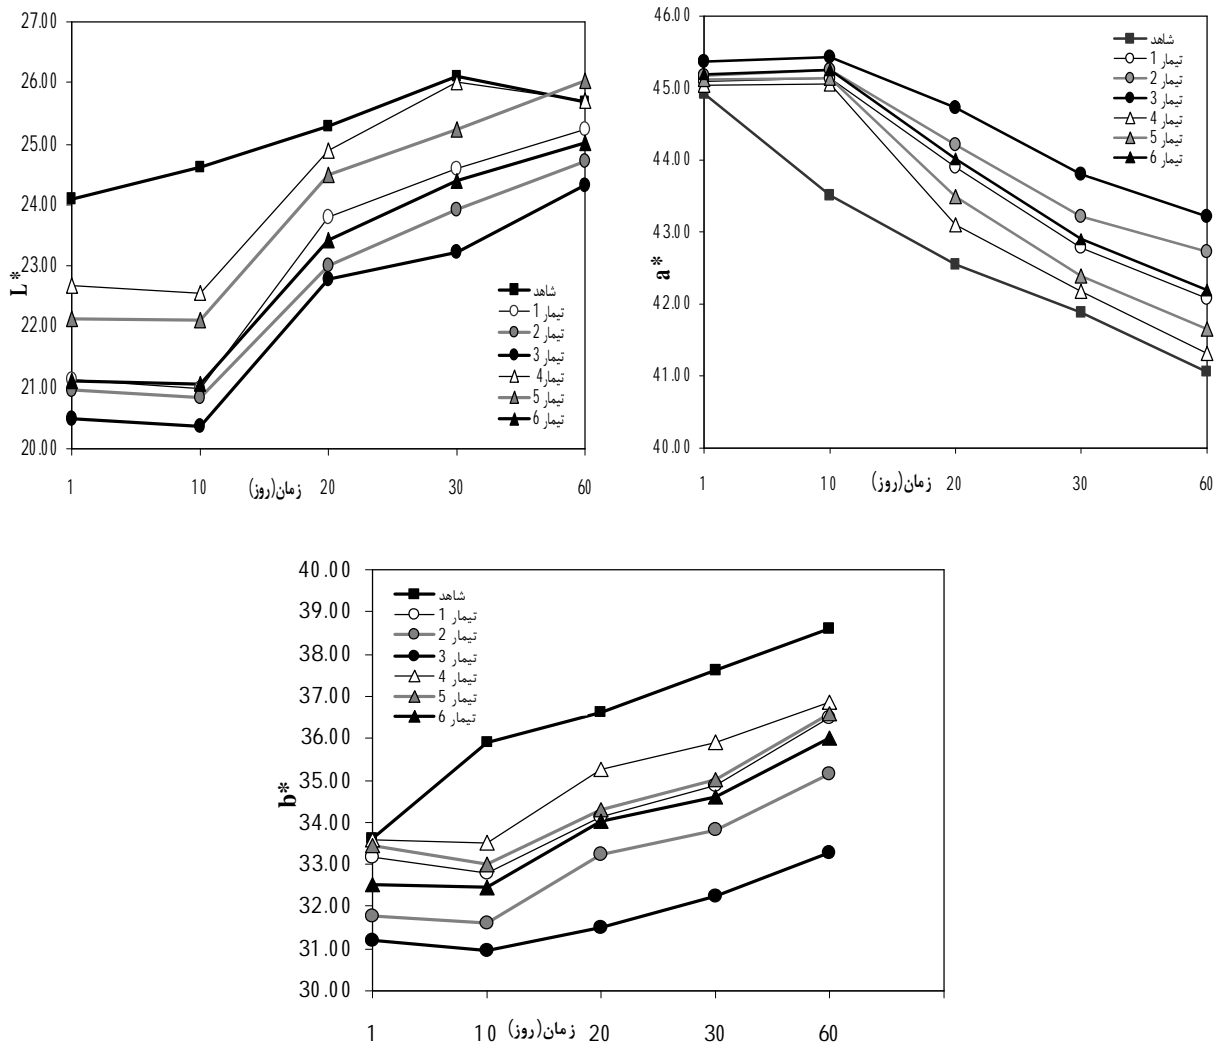 27.00
26.00
25.00
24.00
23.00
22.00
21.00
20.00
L*
1
10
20
30
60
زمان(روز)
شاهد
تیمار 1
تیمار 2
تیمار 3
تیمار4
تیمار 5
تیمار 6
46.00
45.00
44.00
43.00
42.00
41.00
40.00
a*
1
10
20
30
60
زمان(روز)
شاهد
تیمار 1
تیمار 2
تیمار 3
تیمار 4
تیمار 5
تیمار 6
40.00
39.00
38.00
37.00
36.00
35.00
34.00
33.00
32.00
31.00
30.00
b*
1
10
20
30
60
زمان(روز)
شاهد
تیمار 1
تیمار 2
تیمار 3
تیمار 4
تیمار 5
تیمار 6